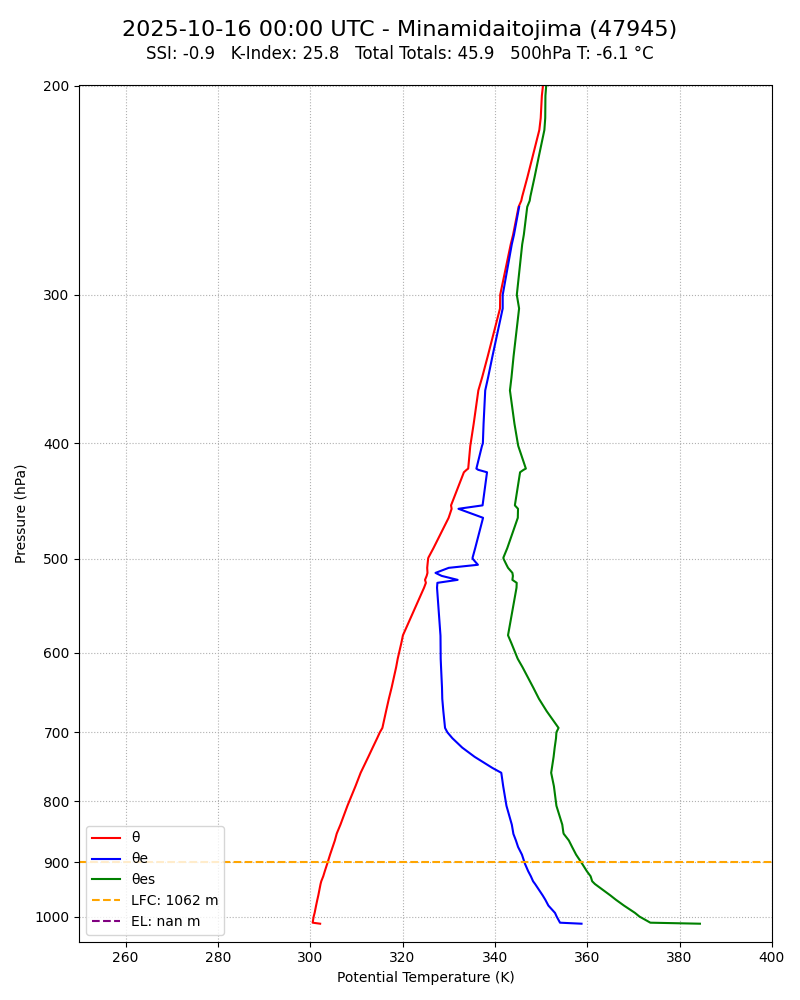 2025-10-16 00:00 UTC - Minamidaitojima (47945)
SSI: -0.9   K-Index: 25.8   Total Totals: 45.9   500hPa T: -6.1 °C
200
300
400
500
600
700
800
900
1000
Pressure (hPa)
θ
θe
θes
LFC: 1062 m
EL: nan m
260
280
300
320
340
360
380
400
Potential Temperature (K)